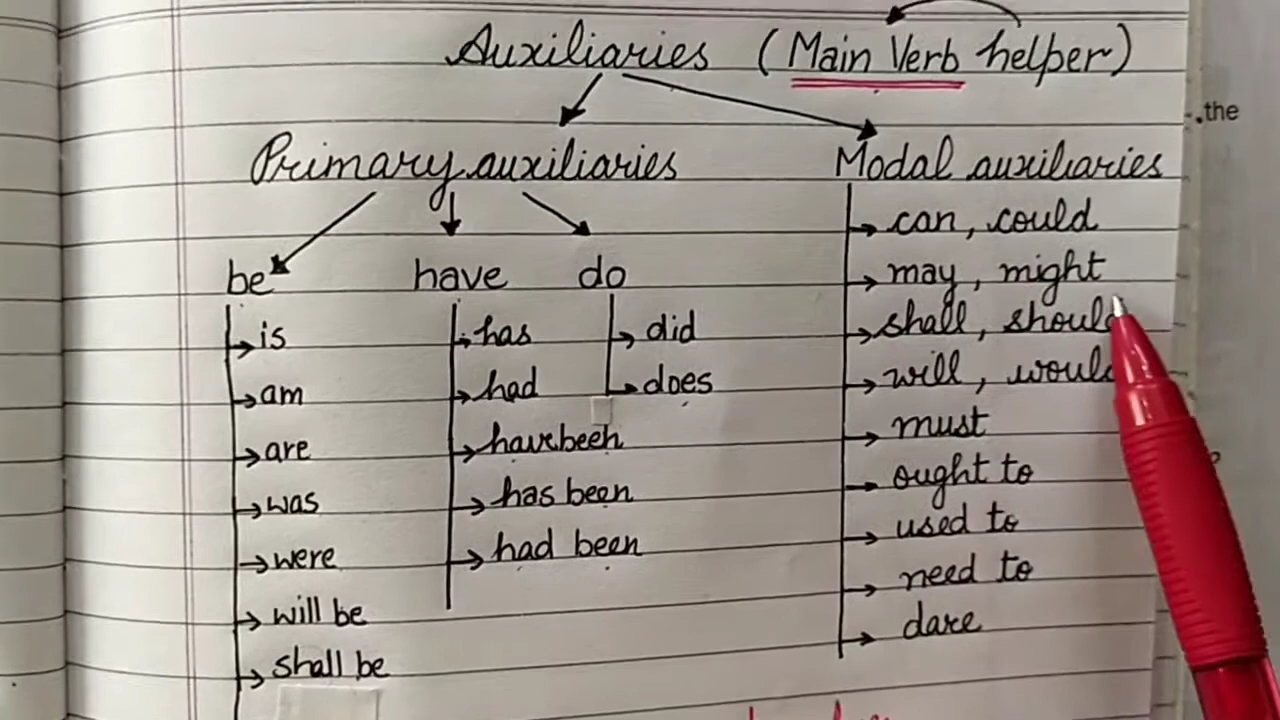 Auxiliaries (Main Verb helper)
the
Primary auxiliaries
Modal auxiliaries
be
is
am
are
was
were
will be
shall be
have
has
had
have been
has been
had been
do
did
does
can, could
may, might
shall, should
will, would
must
ought to
used to
need to
dare